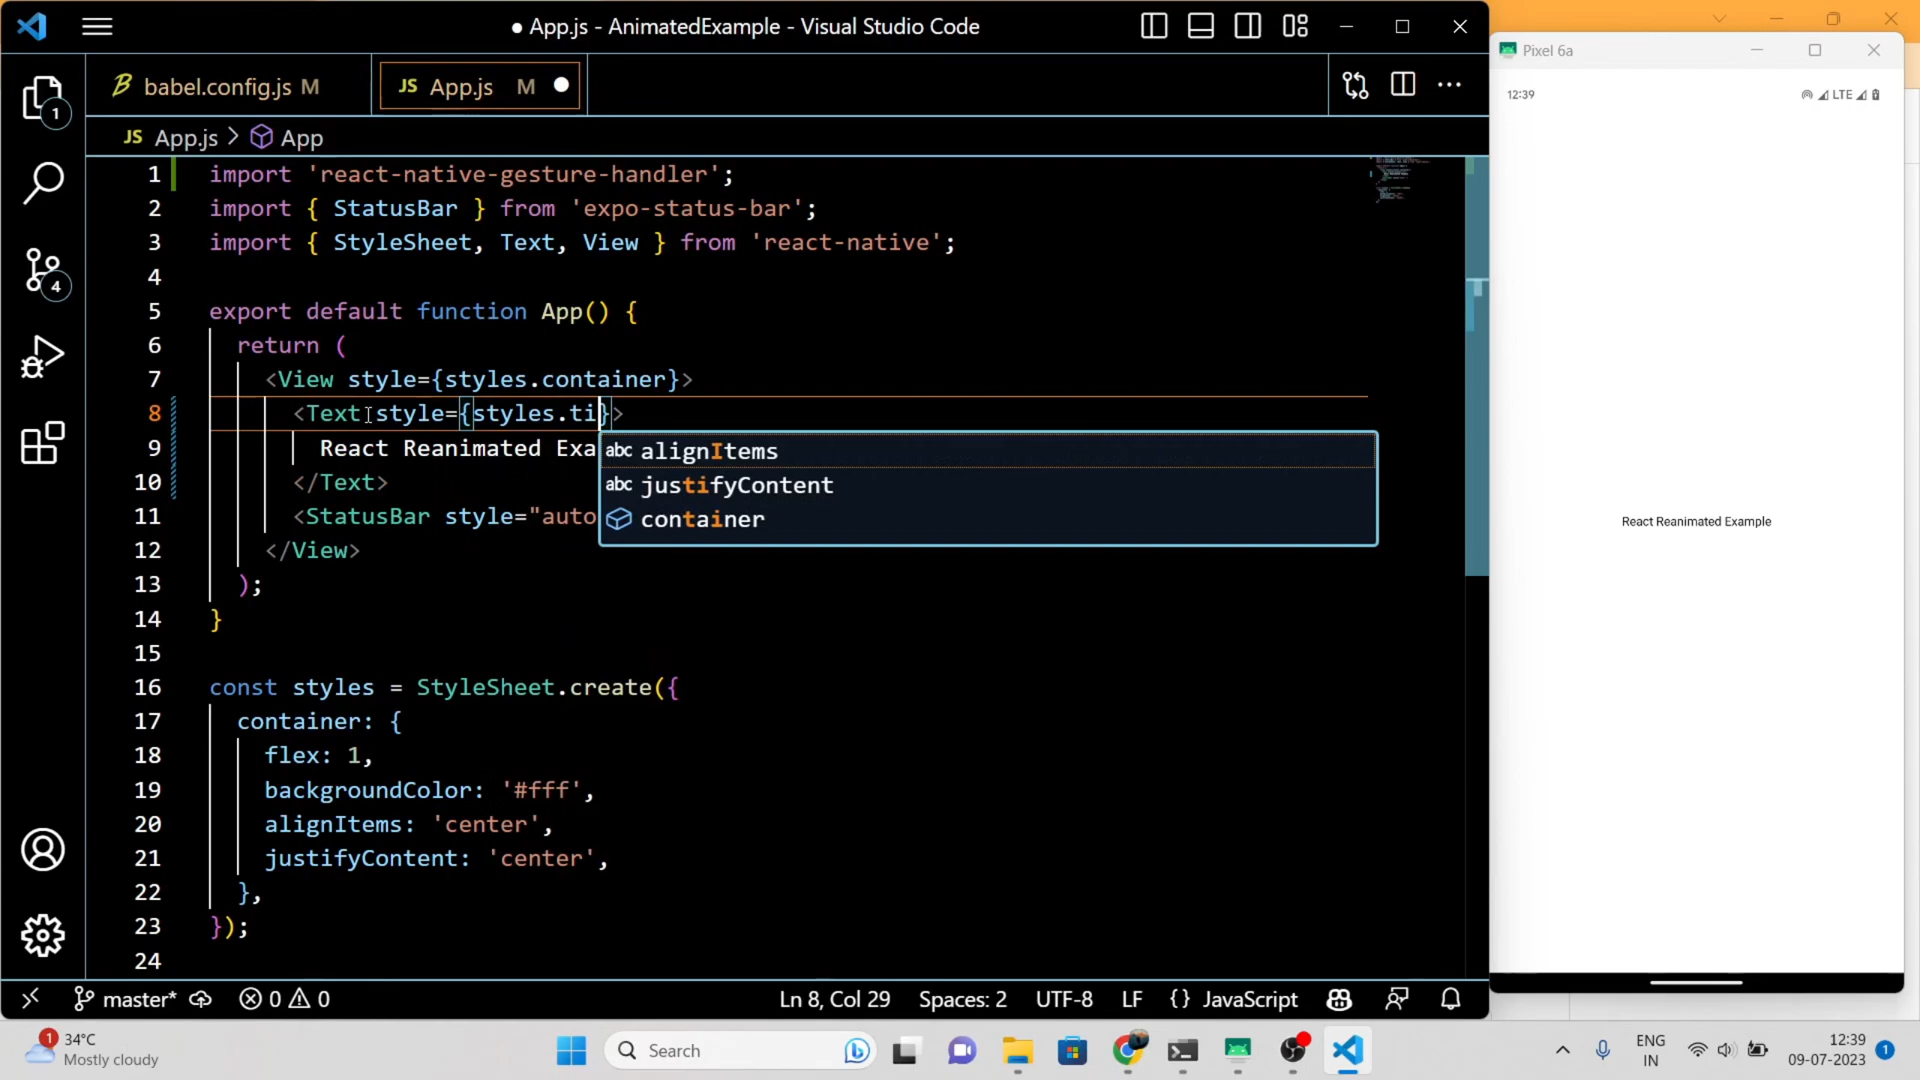 ● App.js - AnimatedExample - Visual Studio Code
babel.config.js M
JS App.js M ●
JS App.js > App
1 import 'react-native-gesture-handler';
2 import { StatusBar } from 'expo-status-bar';
3 import { StyleSheet, Text, View } from 'react-native';
4
5 export default function App() {
6 return (
7 <View style={styles.container}>
8 <Text style={styles.ti}>
9 React Reanimated Exa
10 </Text>
11 <StatusBar style="auto
12 </View>
13 );
14 }
15
16 const styles = StyleSheet.create({
17 container: {
18 flex: 1,
19 backgroundColor: '#fff',
20 alignItems: 'center',
21 justifyContent: 'center',
22 },
23 });
24
abc alignItems
abc justifyContent
container
1
4
master* 0 0
Ln 8, Col 29 Spaces: 2 UTF-8 LF {} JavaScript
Pixel 6a
12:39
LTE
React Reanimated Example
1
34°C
Mostly cloudy
Search
ENG
IN
12:39
09-07-2023
1